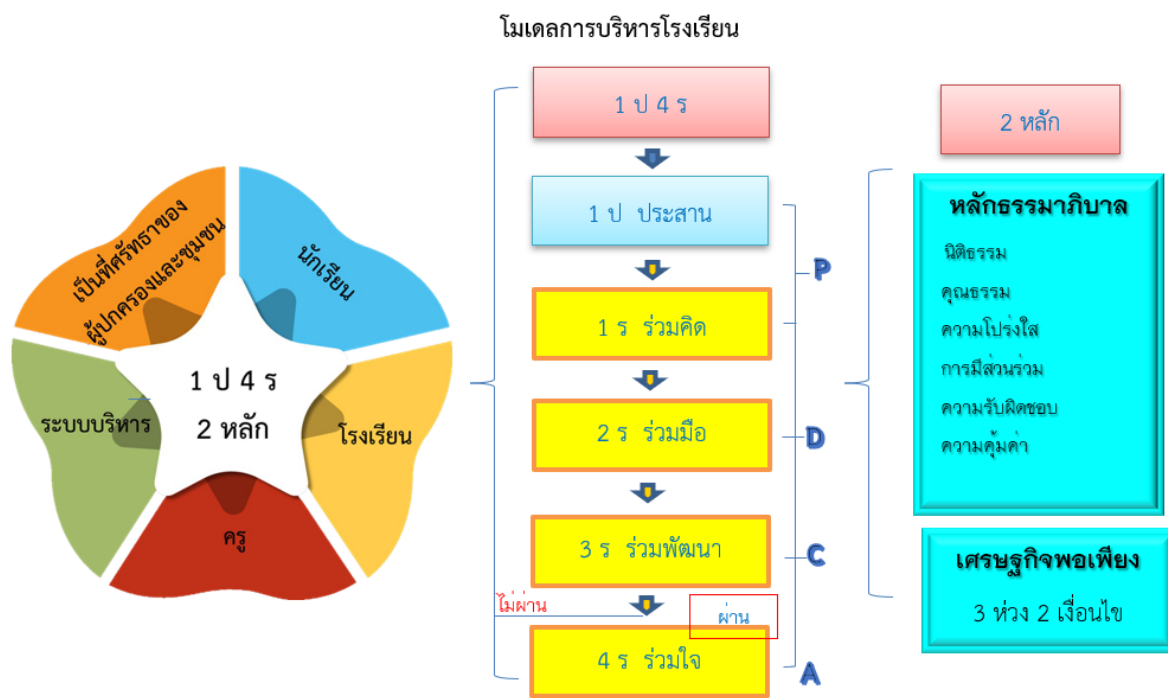 โมเดลการบริหารโรงเรียน
เป็นที่ศรัทธาของ
ผู้ปกครองและชุมชน
นักเรียน
ระบบบริหาร
โรงเรียน
ครู
1 ป 4 ร
2 หลัก
1 ป 4 ร
1 ป ประสาน
1 ร ร่วมคิด
2 ร ร่วมมือ
3 ร ร่วมพัฒนา
ไม่ผ่าน
ผ่าน
4 ร ร่วมใจ
P
D
C
A
2 หลัก
หลักธรรมาภิบาล
นิติธรรม
คุณธรรม
ความโปร่งใส
การมีส่วนร่วม
ความรับผิดชอบ
ความคุ้มค่า
เศรษฐกิจพอเพียง
3 ห่วง 2 เงื่อนไข